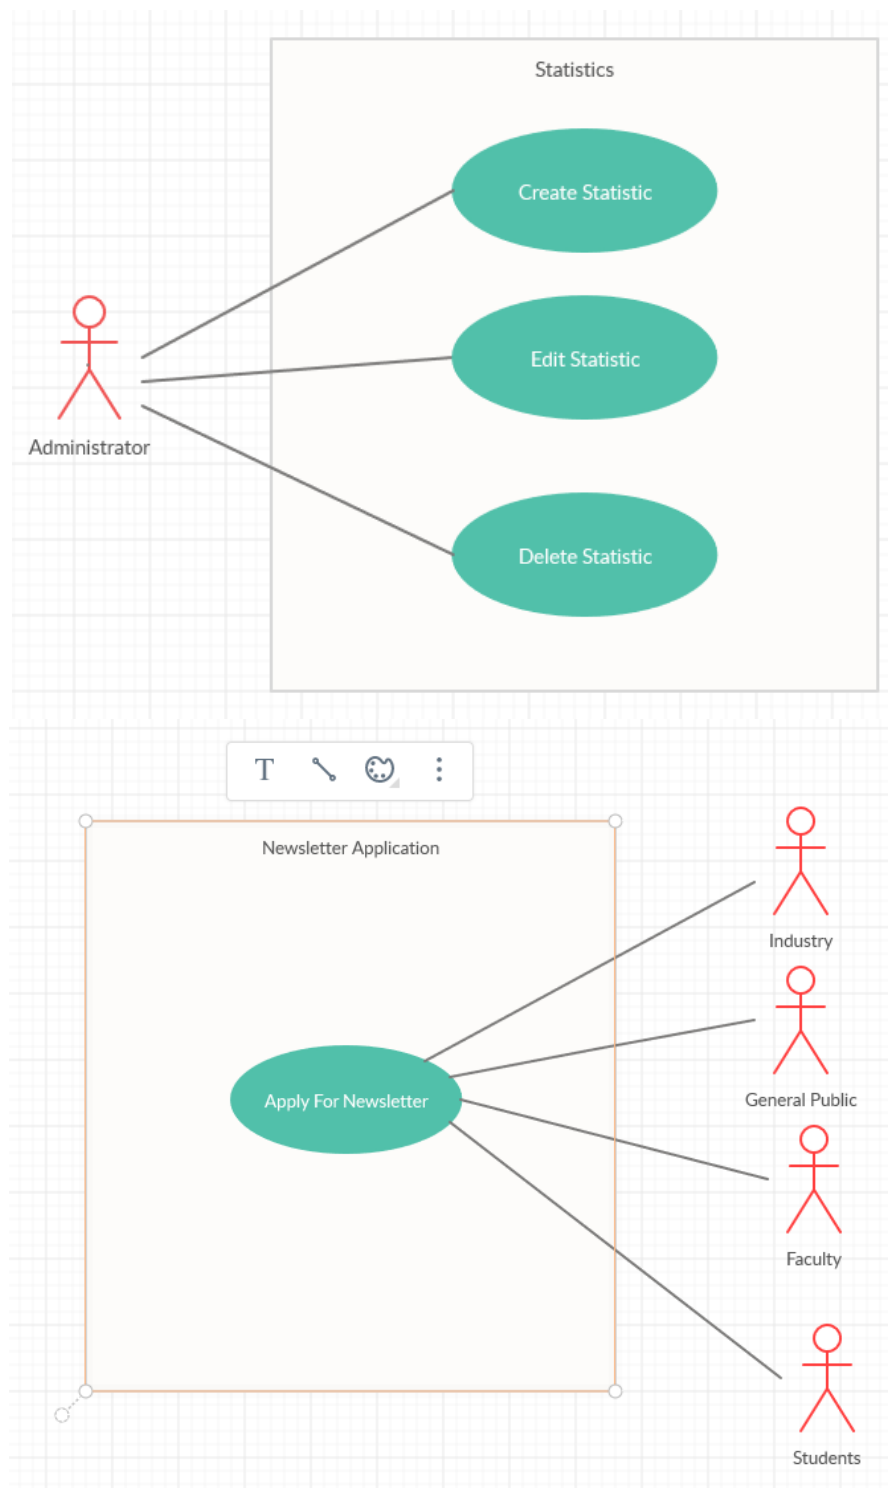 Statistics
Create Statistic
Edit Statistic
Administrator
Delete Statistic
T
Newsletter Application
Industry
Apply For Newsletter
General Public
Faculty
Students